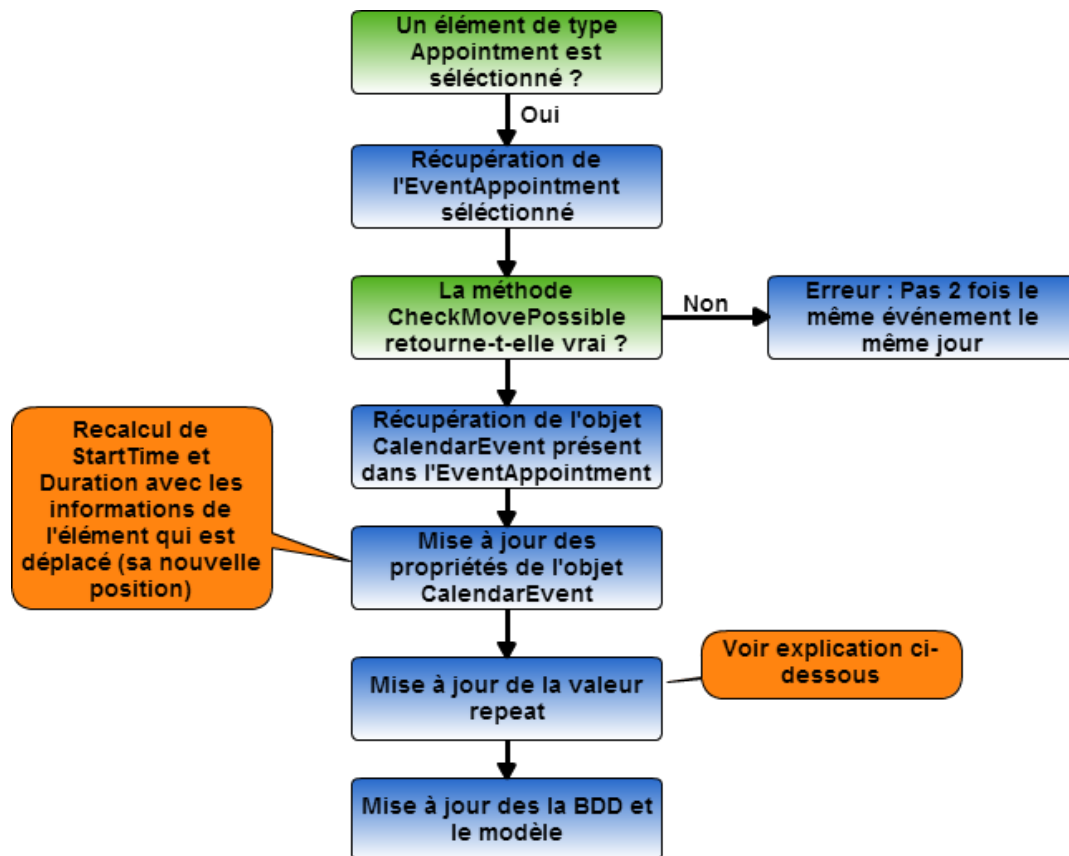 Un élément de type
Appointment est
séléctionné ?
Oui
Récupération de
l'EventAppointment
séléctionné
La méthode
CheckMovePossible
retourne-t-elle vrai ?
Non
Erreur : Pas 2 fois le
même événement le
même jour
Récupération de l'objet
CalendarEvent présent
dans l'EventAppointment
Recalcul de
StartTime et
Duration avec les
informations de
l'élément qui est
déplacé (sa nouvelle
position)
Mise à jour des
propriétés de l'objet
CalendarEvent
Voir explication ci-
dessous
Mise à jour de la valeur
repeat
Mise à jour des la BDD et
le modèle